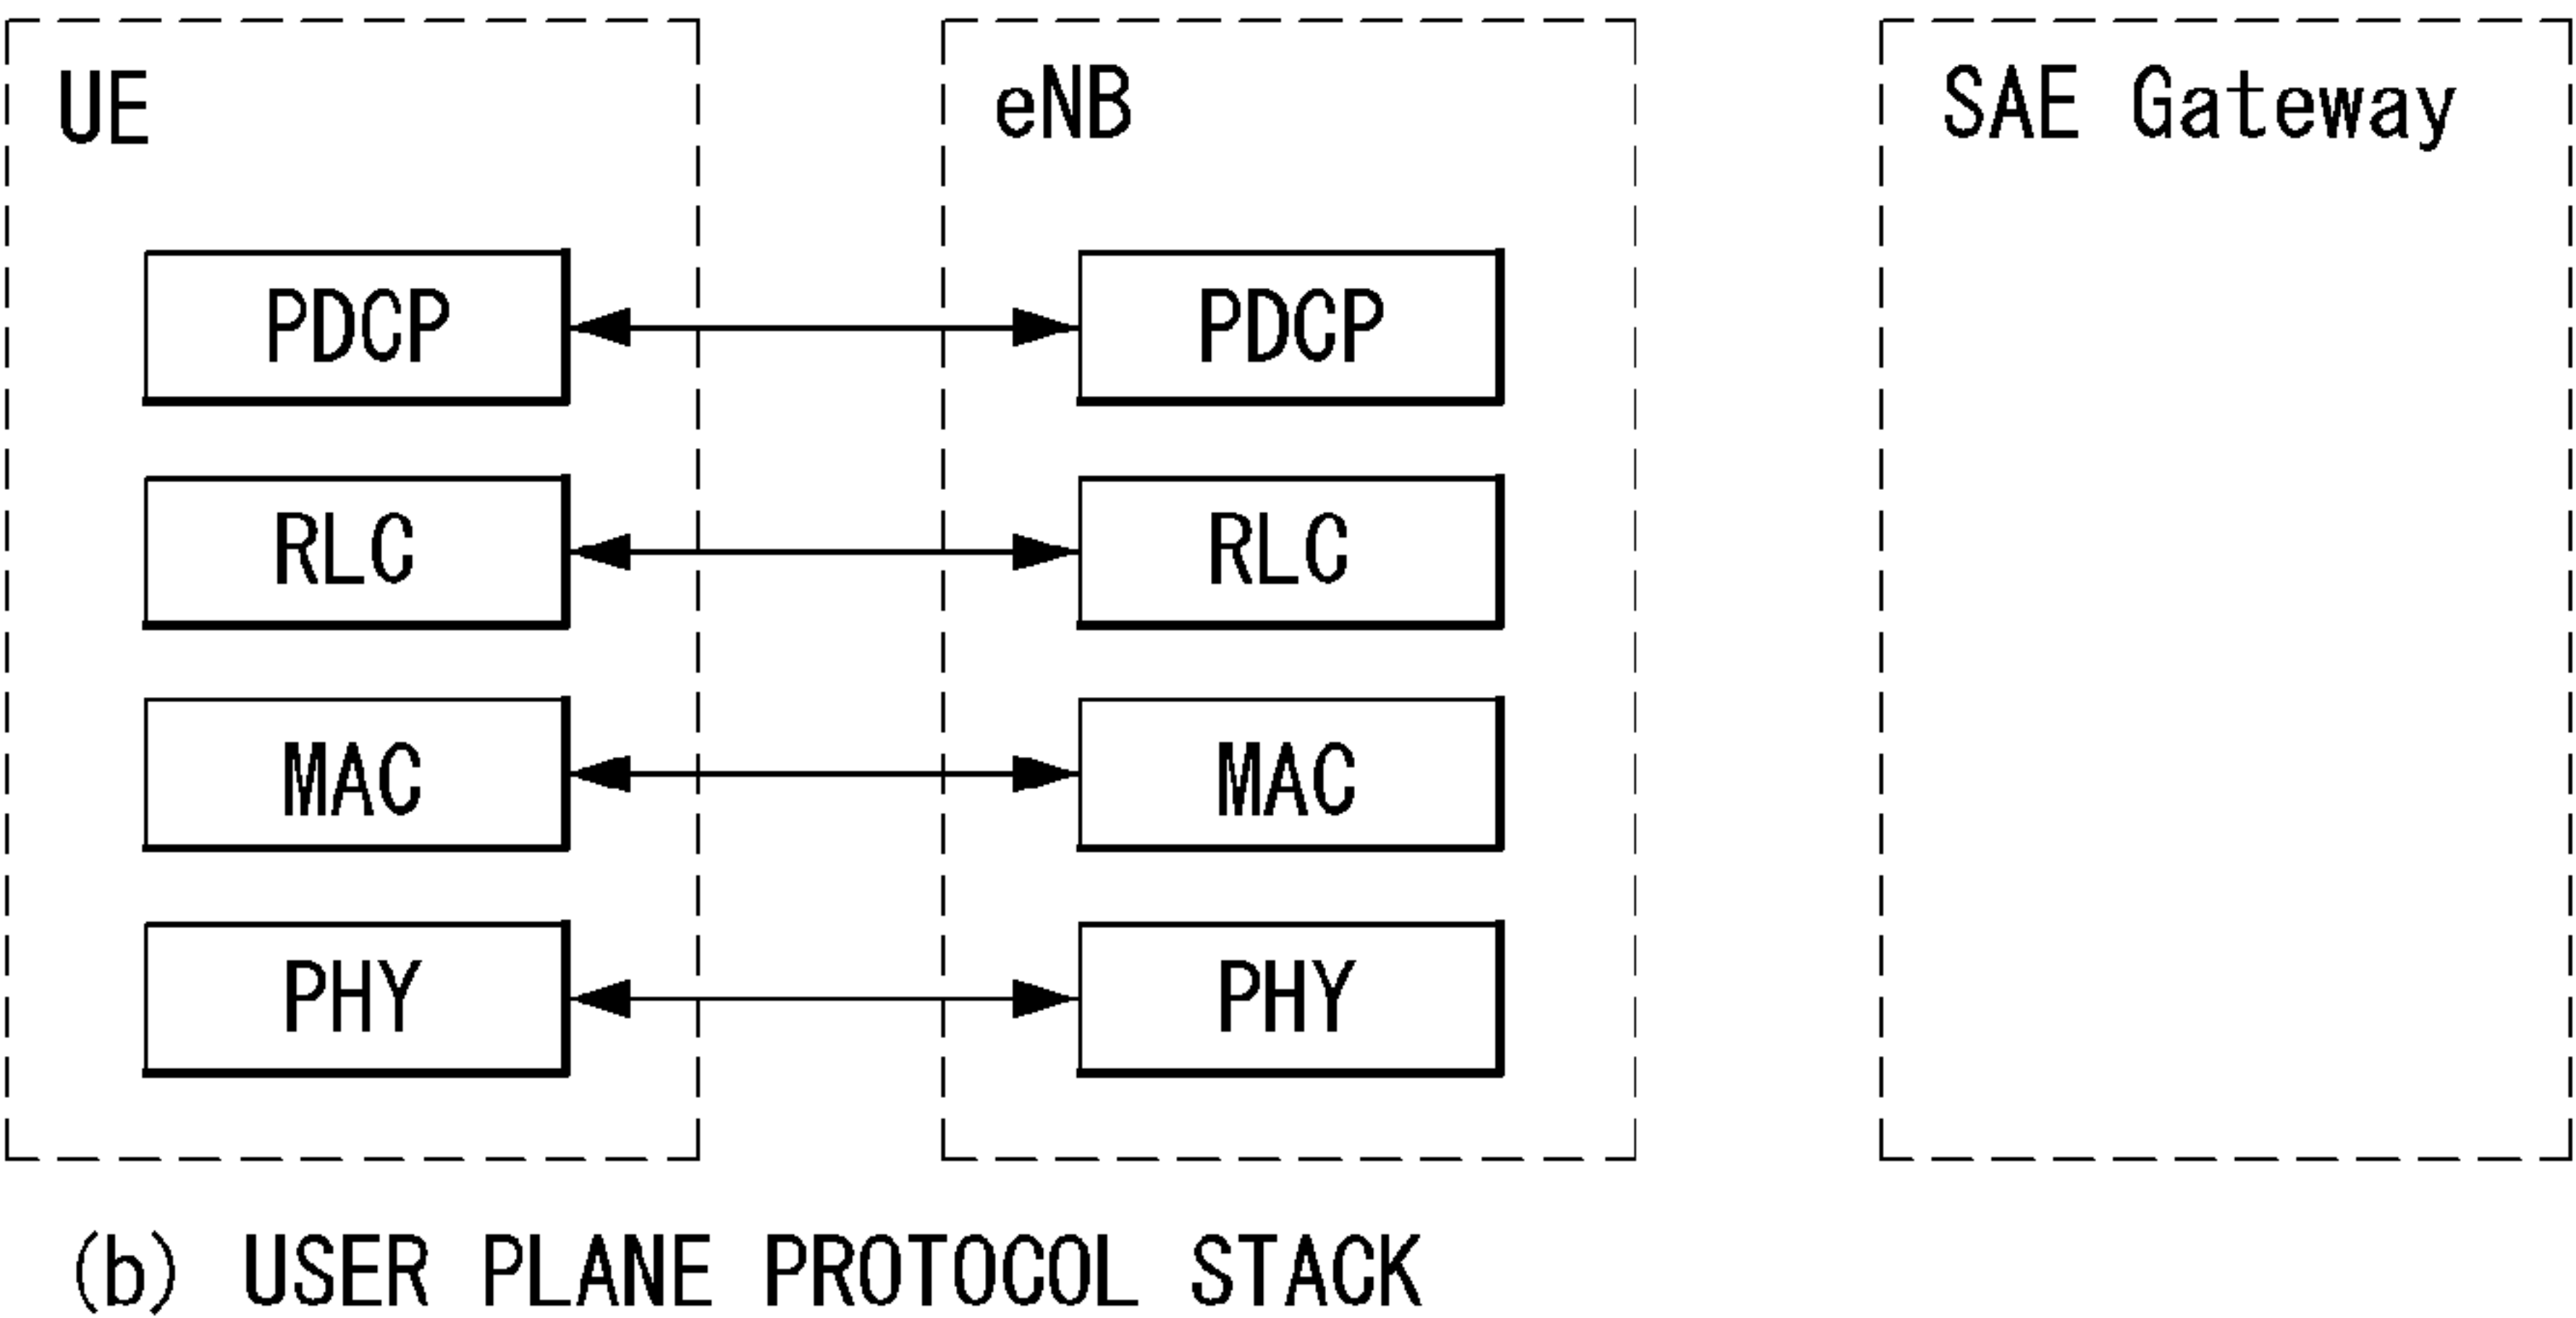 UE
eNB
SAE Gateway
PDCP
PDCP
RLC
RLC
MAC
MAC
PHY
PHY
(b) USER PLANE PROTOCOL STACK